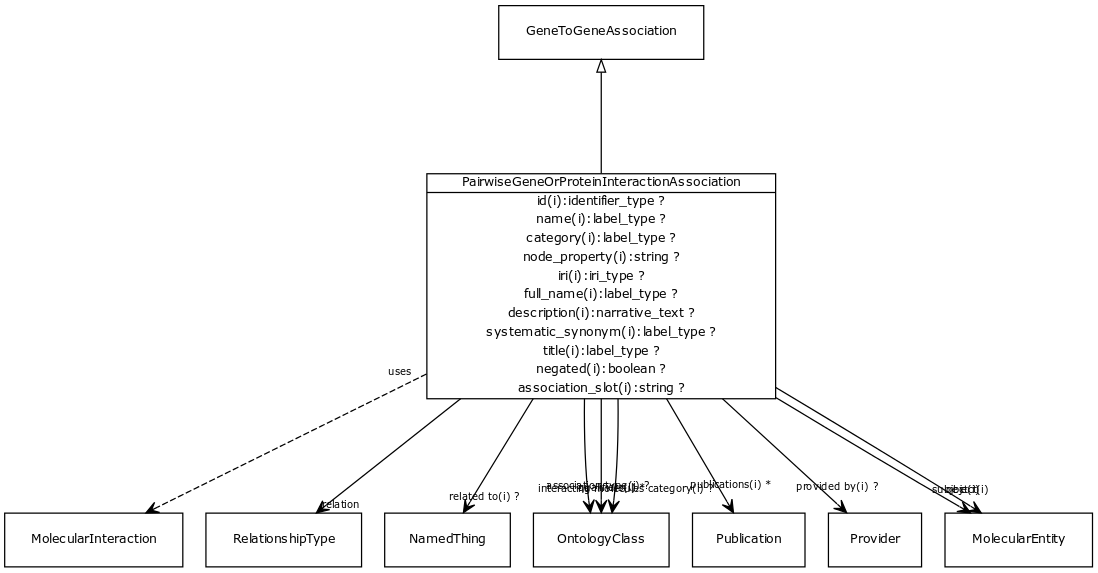 GeneToGeneAssociation
PairwiseGeneOrProteinInteractionAssociation
id(i):identifier_type ?
name(i):label_type ?
category(i):label_type ?
node_property(i):string ?
iri(i):iri_type ?
full_name(i):label_type ?
description(i):narrative_text ?
systematic_synonym(i):label_type ?
title(i):label_type ?
negated(i):boolean ?
association_slot(i):string ?
uses
relation
related to(i) ?
association type(i) ?
interacting molecules category(i) ?
publications(i) *
provided by(i) ?
subject(i)
object(i)
MolecularInteraction
RelationshipType
NamedThing
OntologyClass
Publication
Provider
MolecularEntity